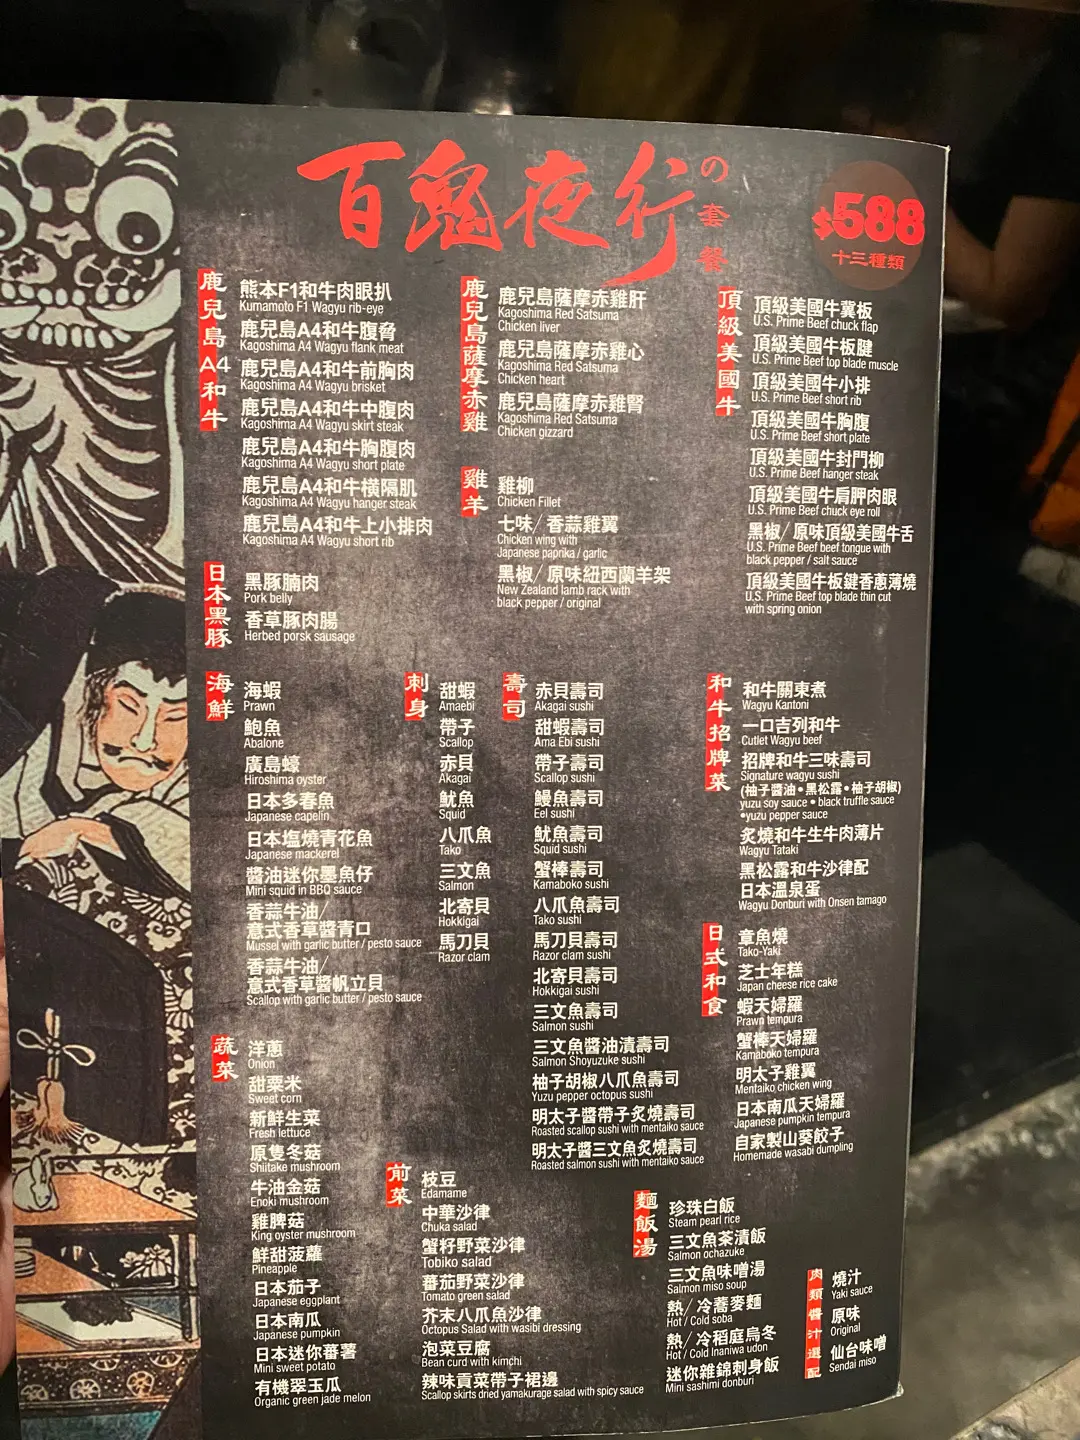 百鬼夜行の套餐
$588
十三種類
鹿兒島A4和牛
熊本F1和牛肉眼扒
Kumamoto F1 Wagyu rib-eye
鹿兒島A4和牛腹脅
Kagoshima A4 Wagyu flank meat
鹿兒島A4和牛前胸肉
Kagoshima A4 Wagyu brisket
鹿兒島A4和牛中腹肉
Kagoshima A4 Wagyu skirt steak
鹿兒島A4和牛胸腹肉
Kagoshima A4 Wagyu short plate
鹿兒島A4和牛橫隔肌
Kagoshima A4 Wagyu hanger steak
鹿兒島A4和牛上小排肉
Kagoshima A4 Wagyu short rib
日本黑豚
黑豚腩肉
Pork belly
香草豚肉腸
Herbed porsk sausage
鹿兒島薩摩赤雞
鹿兒島薩摩赤雞肝
Kagoshima Red Satsuma
Chicken liver
鹿兒島薩摩赤雞心
Kagoshima Red Satsuma
Chicken heart
鹿兒島薩摩赤雞腎
Kagoshima Red Satsuma
Chicken gizzard
雞羊
雞柳
Chicken Fillet
七味/香蒜雞翼
Chicken wing with
Japanese paprika / garlic
黑椒/原味紐西蘭羊架
New Zealand lamb rack with
black pepper / original
頂級美國牛
頂級美國牛冀板
U.S. Prime Beef chuck flap
頂級美國牛板腱
U.S. Prime Beef top blade muscle
頂級美國牛小排
U.S. Prime Beef short rib
頂級美國牛胸腹
U.S. Prime Beef short plate
頂級美國牛封門柳
U.S. Prime Beef hanger steak
頂級美國牛肩胛肉眼
U.S. Prime Beef chuck eye roll
黑椒/原味頂級美國牛舌
U.S. Prime Beef beef tongue with
black pepper / salt sauce
頂級美國牛板鍵香蔥薄燒
U.S. Prime Beef top blade thin cut
with spring onion
海鮮
海蝦
Prawn
鮑魚
Abalone
廣島蠔
Hiroshima oyster
日本多春魚
Japanese capelin
日本塩燒青花魚
Japanese mackerel
醬油迷你墨魚仔
Mini squid in BBQ sauce
香蒜牛油/
意式香草醬青口
Mussel with garlic butter / pesto sauce
香蒜牛油/
意式香草醬帆立貝
Scallop with garlic butter / pesto sauce
刺身
甜蝦
Amaebi
帶子
Scallop
赤貝
Akagai
魷魚
Squid
八爪魚
Tako
三文魚
Salmon
北寄貝
Hokkigai
馬刀貝
Razor clam
壽司
赤貝壽司
Akagai sushi
甜蝦壽司
Ama Ebi sushi
帶子壽司
Scallop sushi
鰻魚壽司
Eel sushi
魷魚壽司
Squid sushi
蟹棒壽司
Kamaboko sushi
八爪魚壽司
Tako sushi
馬刀貝壽司
Razor clam sushi
北寄貝壽司
Hokkigai sushi
三文魚壽司
Salmon sushi
三文魚醬油漬壽司
Salmon Shoyuzuke sushi
柚子胡椒八爪魚壽司
Yuzu pepper octopus sushi
明太子醬帶子炙燒壽司
Roasted scallop sushi with mentaiko sauce
明太子醬三文魚炙燒壽司
Roasted salmon sushi with mentaiko sauce
和牛招牌菜
和牛關東煮
Wagyu Kantoni
一口吉列和牛
Cutlet Wagyu beef
招牌和牛三味壽司
Signature wagyu sushi
(柚子醬油•黑松露•柚子胡椒)
yuzu soy sauce • black truffle sauce
•yuzu pepper sauce
炙燒和牛生牛肉薄片
Wagyu Tataki
黑松露和牛沙律配
日本溫泉蛋
Wagyu Donburi with Onsen tamago
日式和食
章魚燒
Tako-Yaki
芝士年糕
Japan cheese rice cake
蝦天婦羅
Prawn tempura
蟹棒天婦羅
Kamaboko tempura
明太子雞翼
Mentaiko chicken wing
日本南瓜天婦羅
Japanese pumpkin tempura
自家製山葵餃子
Homemade wasabi dumpling
蔬菜
洋蔥
Onion
甜粟米
Sweet corn
新鮮生菜
Fresh lettuce
原隻冬菇
Shiitake mushroom
牛油金菇
Enoki mushroom
雞脾菇
King oyster mushroom
鮮甜菠蘿
Pineapple
日本茄子
Japanese eggplant
日本南瓜
Japanese pumpkin
日本迷你蕃薯
Mini sweet potato
有機翠玉瓜
Organic green jade melon
前菜
枝豆
Edamame
中華沙律
Chuka salad
蟹籽野菜沙律
Tobiko salad
蕃茄野菜沙律
Tomato green salad
芥末八爪魚沙律
Octopus Salad with wasibi dressing
泡菜豆腐
Bean curd with kimchi
辣味貢菜帶子裙邊
Scallop skirts dried yamakurage salad with spicy sauce
麵飯湯
珍珠白飯
Steam pearl rice
三文魚茶漬飯
Salmon ochazuke
三文魚味噌湯
Salmon miso soup
熱/冷蕎麥麵
Hot / Cold soba
熱/冷稻庭烏冬
Hot / Cold Inaniwa udon
迷你雜錦刺身飯
Mini sashimi donburi
肉類醬汁選配
燒汁
Yaki sauce
原味
Original
仙台味噌
Sendai miso